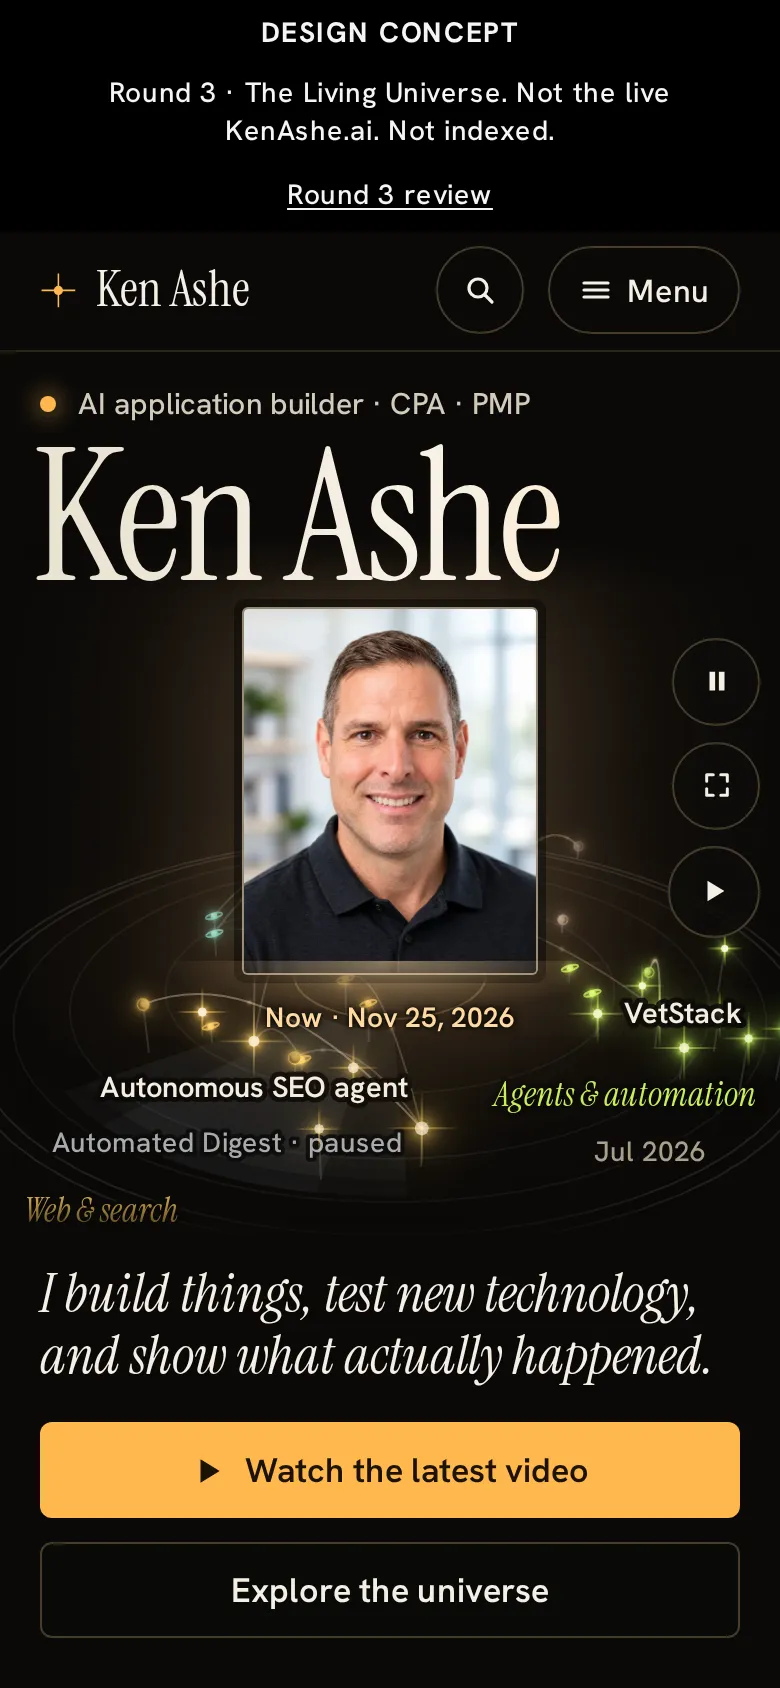 DESIGN CONCEPT
Round 3 · The Living Universe. Not the live
KenAshe.ai. Not indexed.
Round 3 review
Ken Ashe
Menu
AI application builder · CPA · PMP
Ken Ashe
Now · Nov 25, 2026
VetStack
Autonomous SEO agent
Agents & automation
Automated Digest · paused
Jul 2026
Web & search
I build things, test new technology,
and show what actually happened.
Watch the latest video
Explore the universe